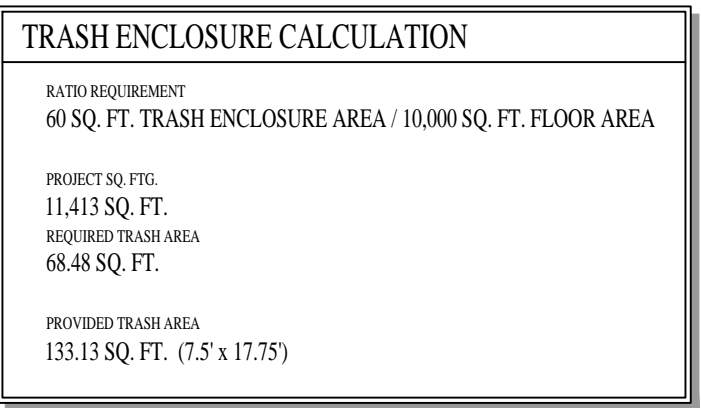 TRASH ENCLOSURE CALCULATION
RATIO REQUIREMENT
60 SQ. FT. TRASH ENCLOSURE AREA / 10,000 SQ. FT. FLOOR AREA
PROJECT SQ. FTG.
11,413 SQ. FT.
REQUIRED TRASH AREA
68.48 SQ. FT.
PROVIDED TRASH AREA
133.13 SQ. FT. (7.5' x 17.75')